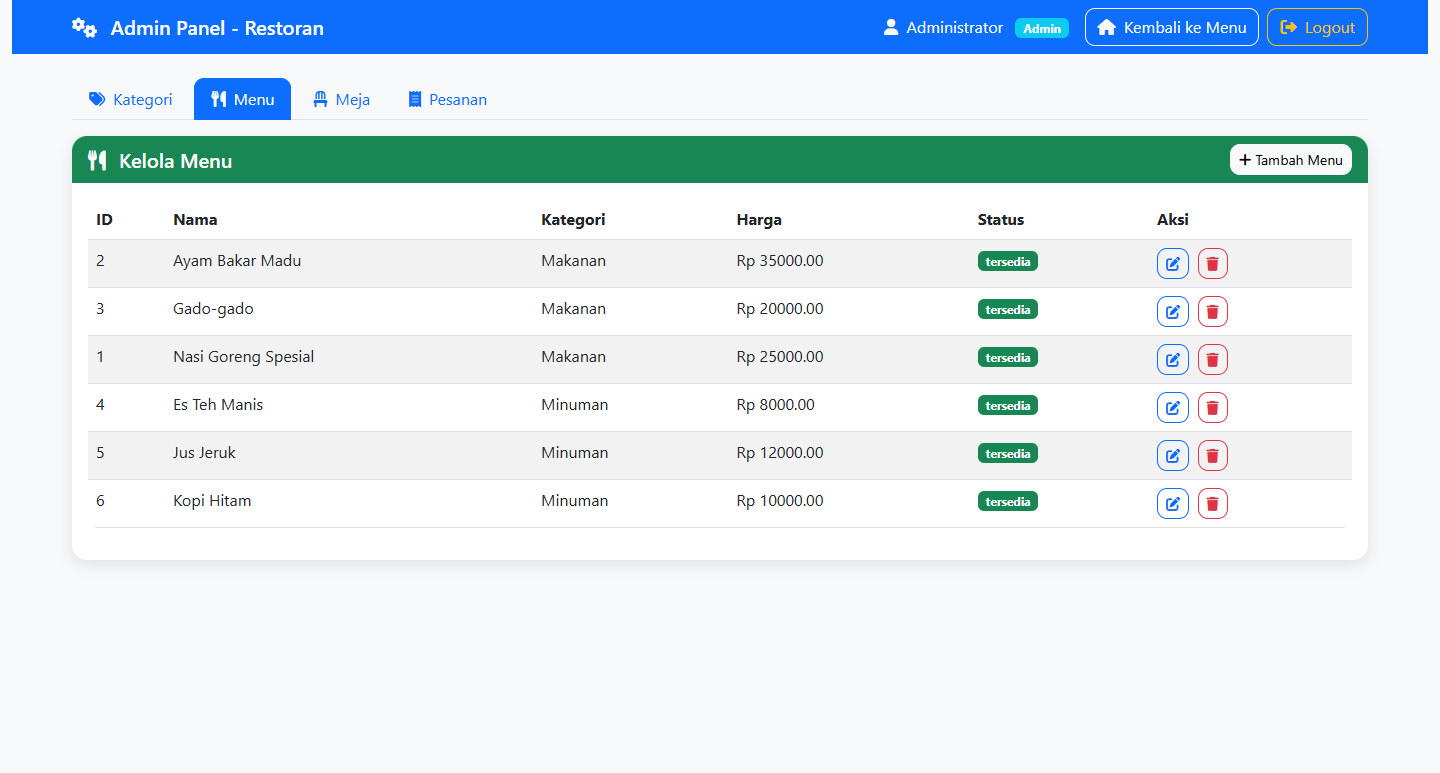 Admin Panel - Restoran Administrator Admin Kembali ke Menu Logout
Kategori Menu Meja Pesanan
Kelola Menu + Tambah Menu
ID Nama Kategori Harga Status Aksi
2 Ayam Bakar Madu Makanan Rp 35000.00 tersedia
3 Gado-gado Makanan Rp 20000.00 tersedia
1 Nasi Goreng Spesial Makanan Rp 25000.00 tersedia
4 Es Teh Manis Minuman Rp 8000.00 tersedia
5 Jus Jeruk Minuman Rp 12000.00 tersedia
6 Kopi Hitam Minuman Rp 10000.00 tersedia